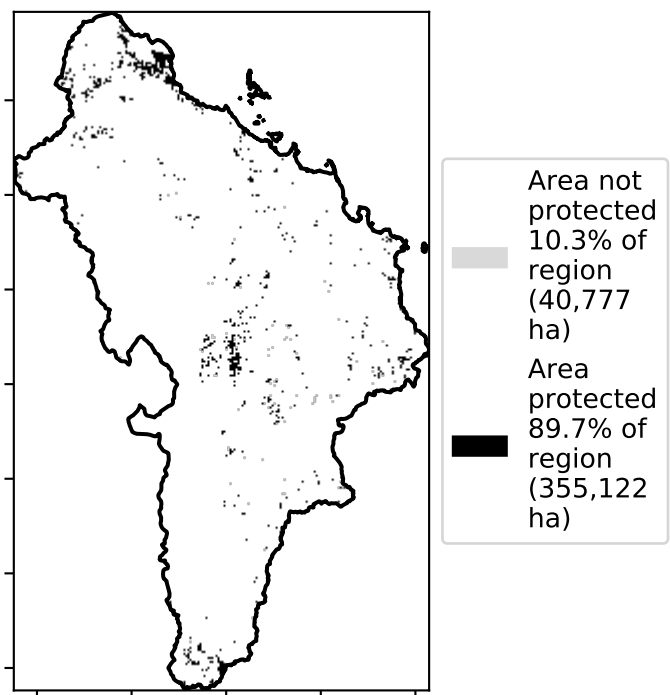 Area not
protected
10.3% of
region
(40,777
ha)
Area
protected
89.7% of
region
(355,122
ha)